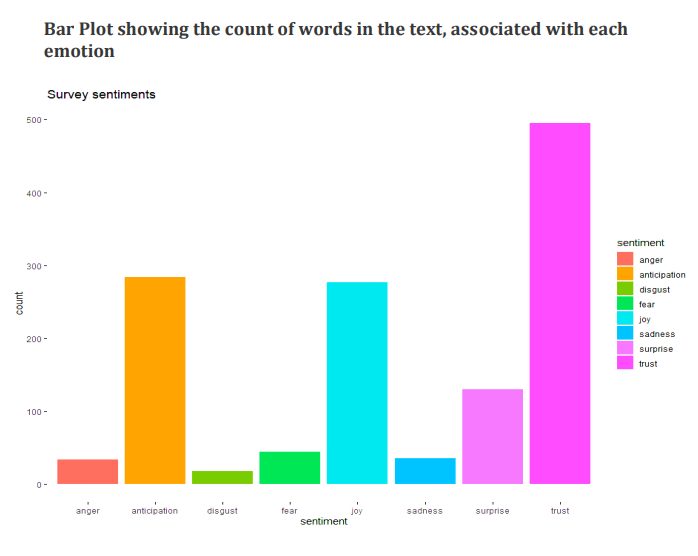 Bar Plot showing the count of words in the text, associated with each
emotion
Survey sentiments
500
400
300
200
100
0
count
anger
anticipation
disgust
fear
joy
sadness
surprise
trust
sentiment
sentiment
anger
anticipation
disgust
fear
joy
sadness
surprise
trust